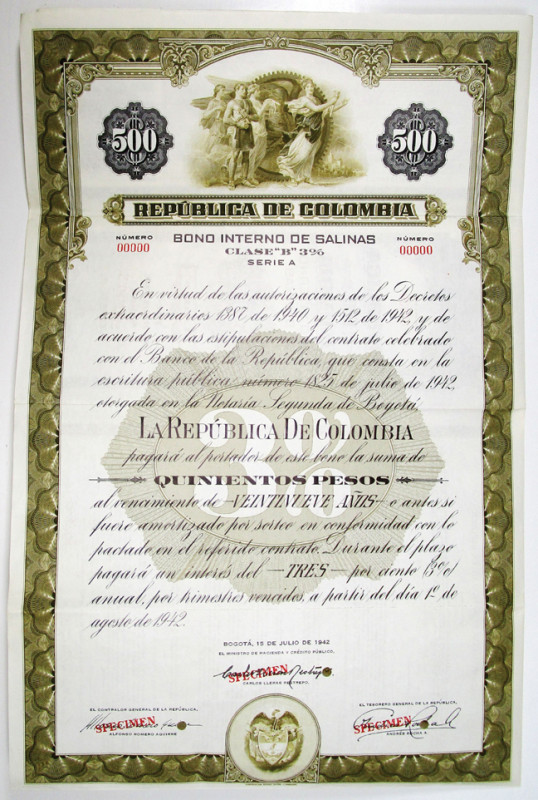 500 500
REPÚBLICA DE COLOMBIA
NÚMERO 00000
BONO INTERNO DE SALINAS
CLASE "B" 3%
SERIE A
NÚMERO 00000
En virtud de las autorizaciones de los Decretos
extraordinarios 1387 de 1940 y 1512 de 1942, y de
acuerdo con las estipulaciones del contrato celebrado
con el Banco de la República, que consta en la
escritura pública número 1825 de julio de 1942,
otorgada en la Notaría Segunda de Bogotá,
LA REPÚBLICA DE COLOMBIA
pagará al portador de este bono la suma de
QUINIENTOS PESOS
al vencimiento de VEINTINUEVE AÑOS o antes si
fuere amortizado por sorteo en conformidad con lo
pactado en el referido contrato. Durante el plazo
pagará un interés del TRES por ciento (3%)
anual, por trimestres vencidos, a partir del día 1º de
agosto de 1942.
3%
BOGOTÁ, 15 DE JULIO DE 1942
EL MINISTRO DE HACIENDA Y CRÉDITO PÚBLICO,
SPECIMEN
CARLOS LLERAS RESTREPO.
EL CONTRALOR GENERAL DE LA REPÚBLICA,
SPECIMEN
ALFONSO ROMERO AGUIRRE
EL TESORERO GENERAL DE LA REPÚBLICA,
SPECIMEN
ANDRÉS ROCHA A.